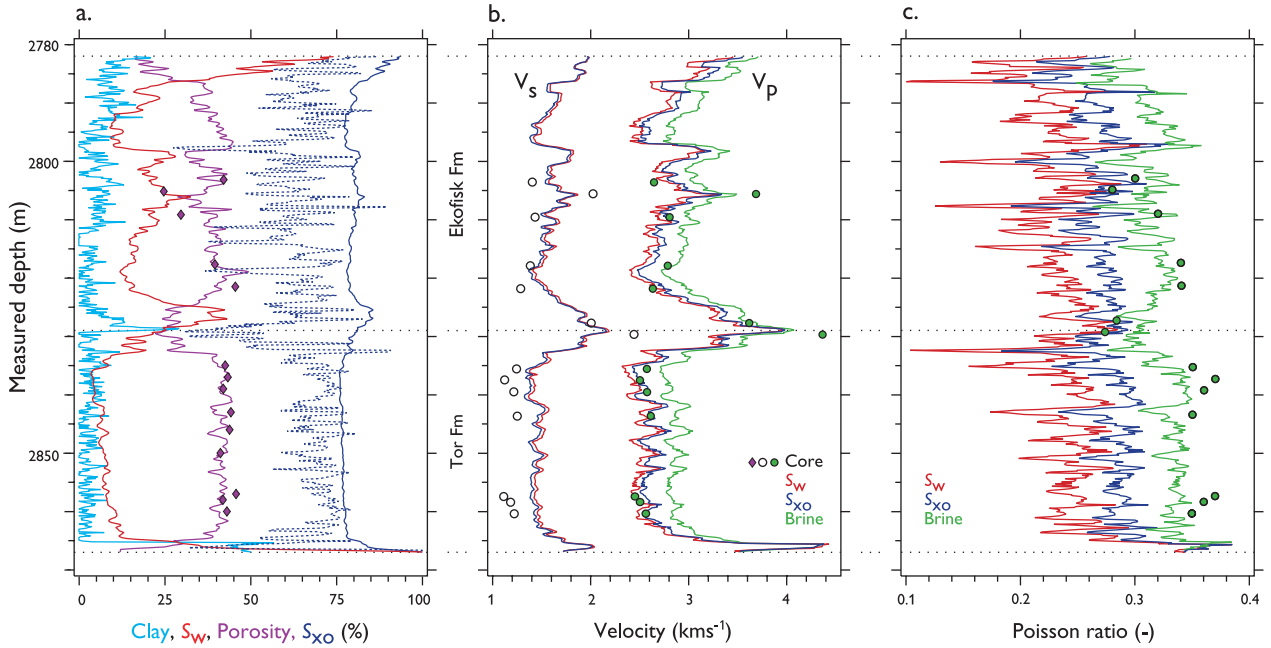 a.
b.
c.
2780
2800
2850
Measured depth (m)
0
25
50
75
100
Clay, Sw, Porosity, Sxo (%)
Ekofisk Fm
Tor Fm
Vs
Vp
Core
Sw
Sxo
Brine
1
2
3
4
Velocity (kms-1)
Sw
Sxo
Brine
0.1
0.2
0.3
0.4
Poisson ratio (-)